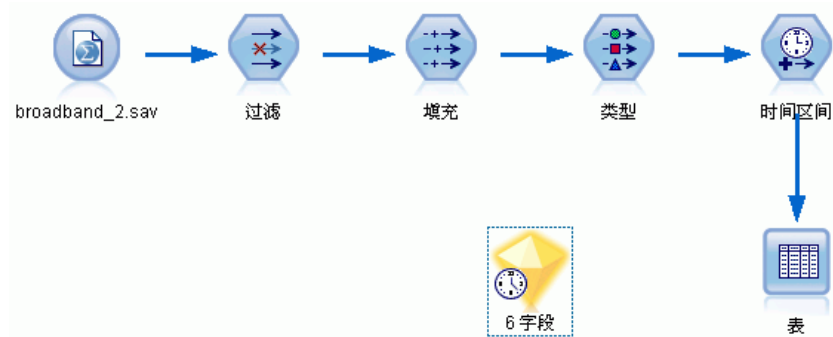 broadband_2.sav
过滤
填充
类型
时间区间
6 字段
表